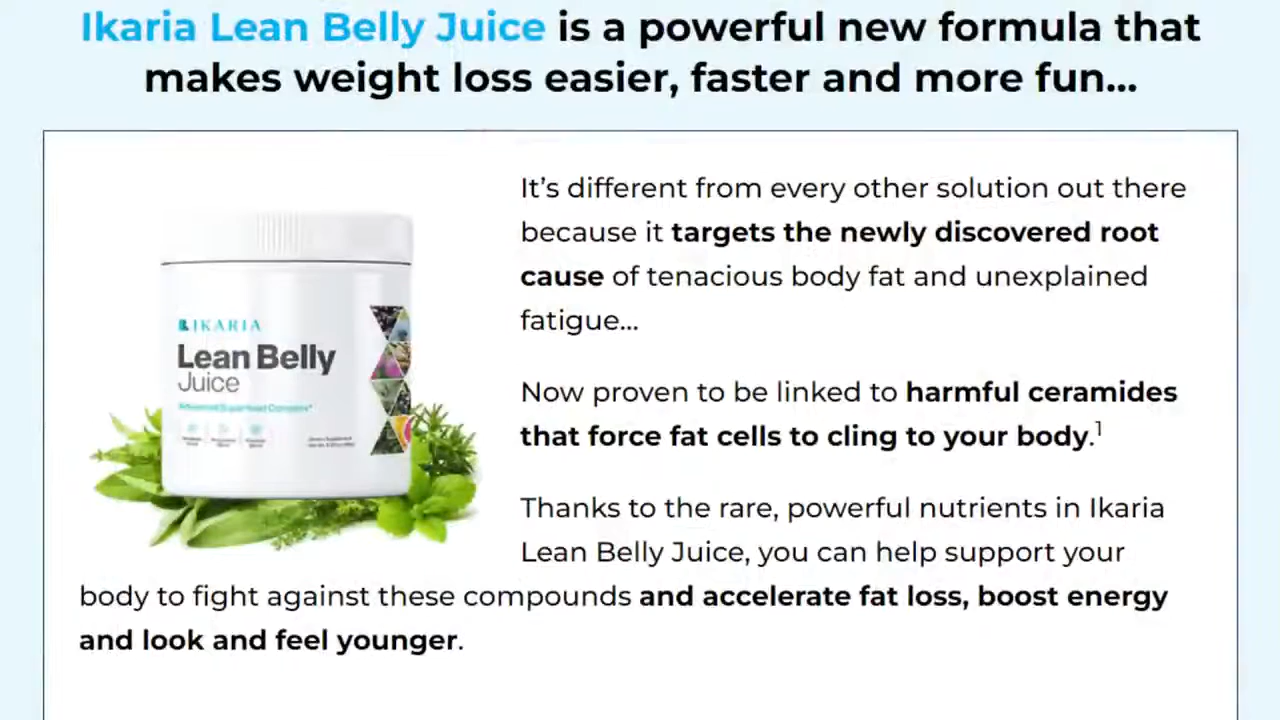 Ikaria Lean Belly Juice is a powerful new formula that
makes weight loss easier, faster and more fun...
It's different from every other solution out there
because it targets the newly discovered root
cause of tenacious body fat and unexplained
fatigue...
IKARIA
Lean Belly
Juice
Now proven to be linked to harmful ceramides
that force fat cells to cling to your body.1
Thanks to the rare, powerful nutrients in Ikaria
Lean Belly Juice, you can help support your
body to fight against these compounds and accelerate fat loss, boost energy
and look and feel younger.